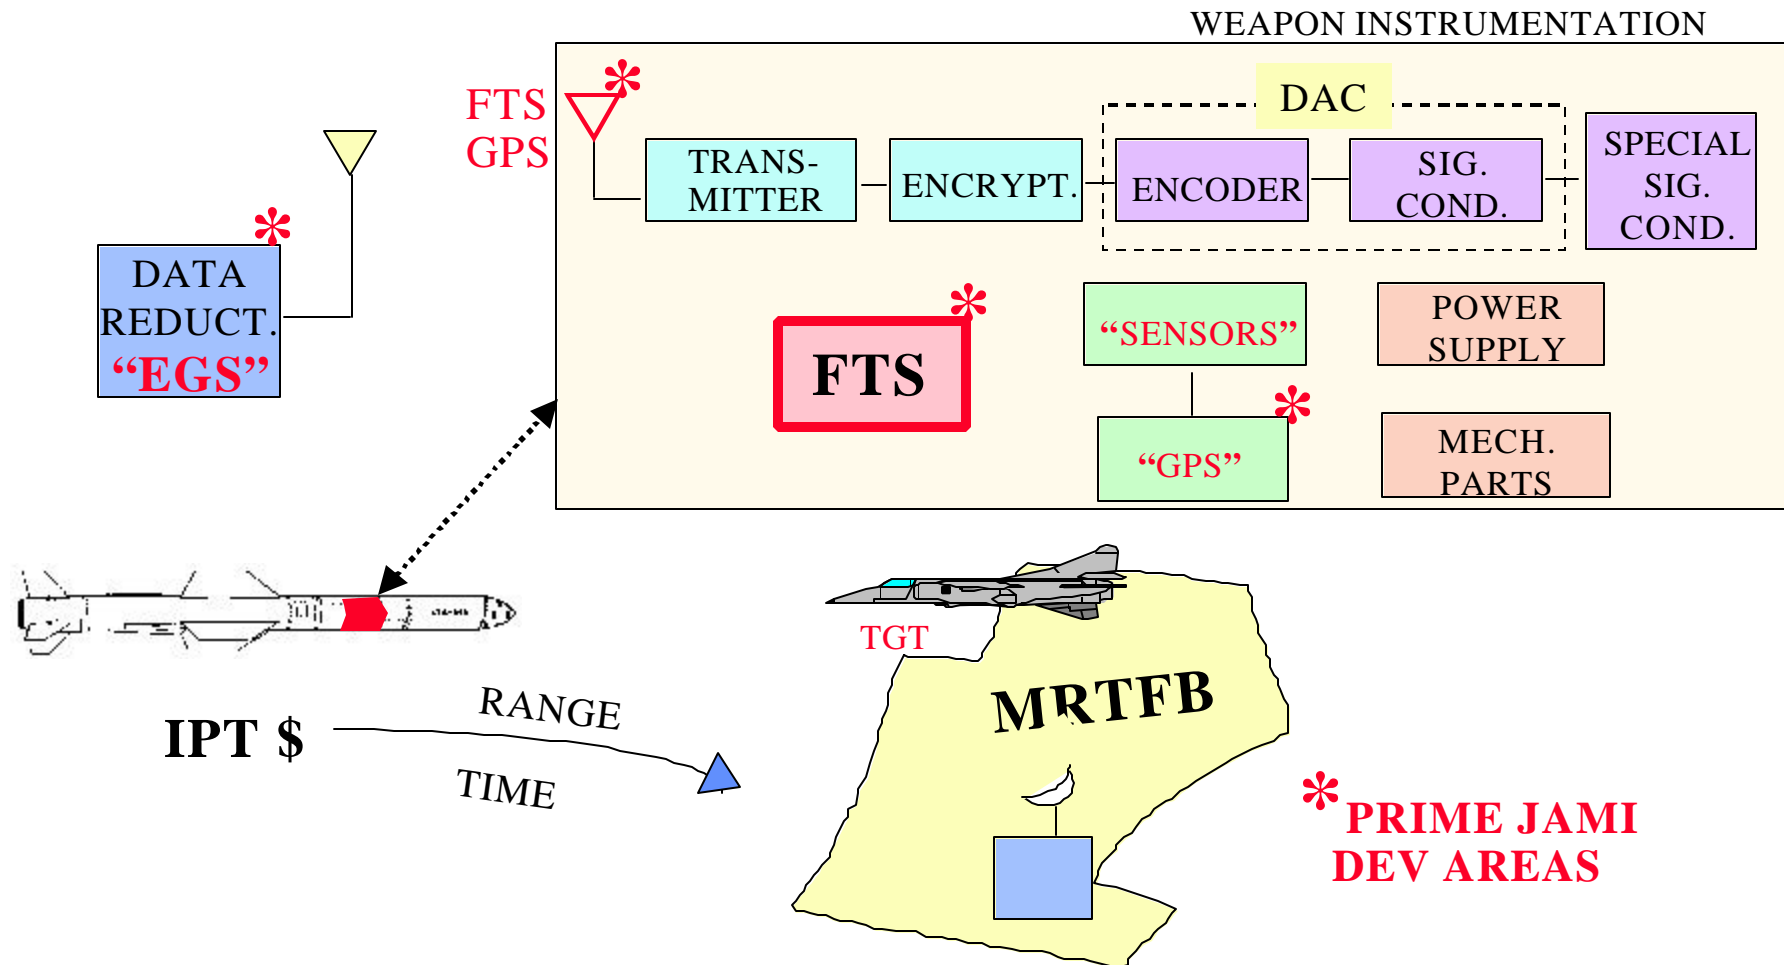 WEAPON INSTRUMENTATION
FTS
GPS
DAC
TRANS-
MITTER
ENCRYPT.
ENCODER
SIG.
COND.
SPECIAL
SIG.
COND.
DATA
REDUCT.
“EGS”
FTS
“SENSORS”
POWER
SUPPLY
“GPS”
MECH.
PARTS
TGT
MRTFB
IPT $
RANGE
TIME
* PRIME JAMI
DEV AREAS